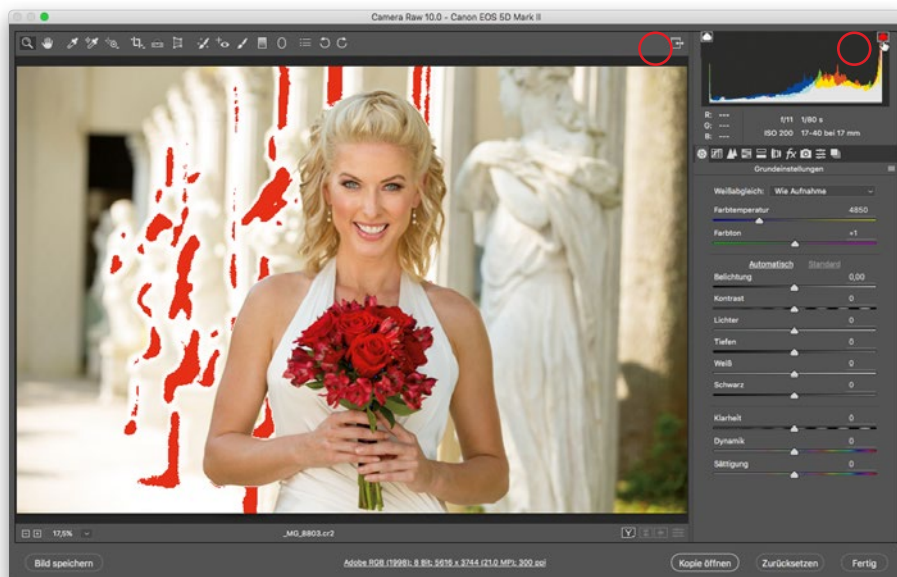 Camera Raw 10.0 - Canon EOS 5D Mark II
R: ---
G: ---
B: ---
f/11 1/80 s
ISO 200 17-40 bei 17 mm
fx
Grundeinstellungen
Weißabgleich: Wie Aufnahme
Farbtemperatur 4850
Farbton +1
Automatisch Standard
Belichtung 0,00
Kontrast 0
Lichter 0
Tiefen 0
Weiß 0
Schwarz 0
Klarheit 0
Dynamik 0
Sättigung 0
17,5% _MG_8803.cr2 Y
Bild speichern Adobe RGB (1998); 8 Bit; 5616 x 3744 (21.0 MP); 300 ppi Kopie öffnen Zurücksetzen Fertig